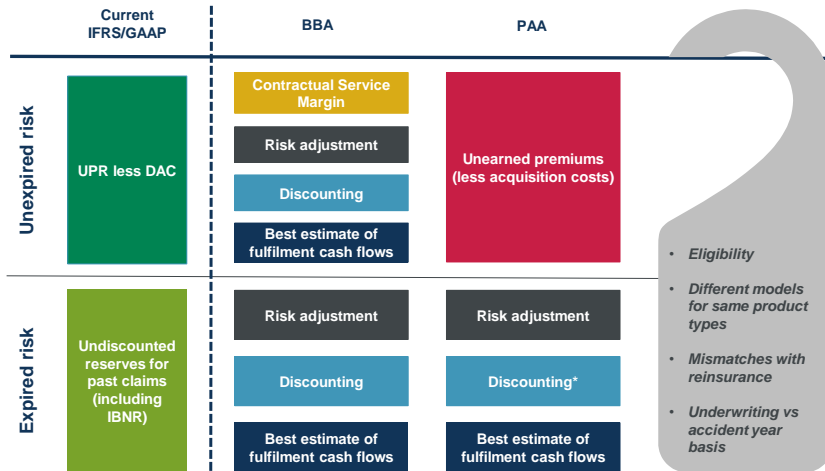 Current
IFRS/GAAP
BBA
PAA
Unexpired risk
UPR less DAC
Contractual Service
Margin
Risk adjustment
Discounting
Best estimate of
fulfilment cash flows
Unearned premiums
(less acquisition costs)
Expired risk
Undiscounted
reserves for
past claims
(including
IBNR)
Risk adjustment
Discounting
Best estimate of
fulfilment cash flows
Risk adjustment
Discounting*
Best estimate of
fulfilment cash flows
• Eligibility
• Different models
for same product
types
• Mismatches with
reinsurance
• Underwriting vs
accident year
basis